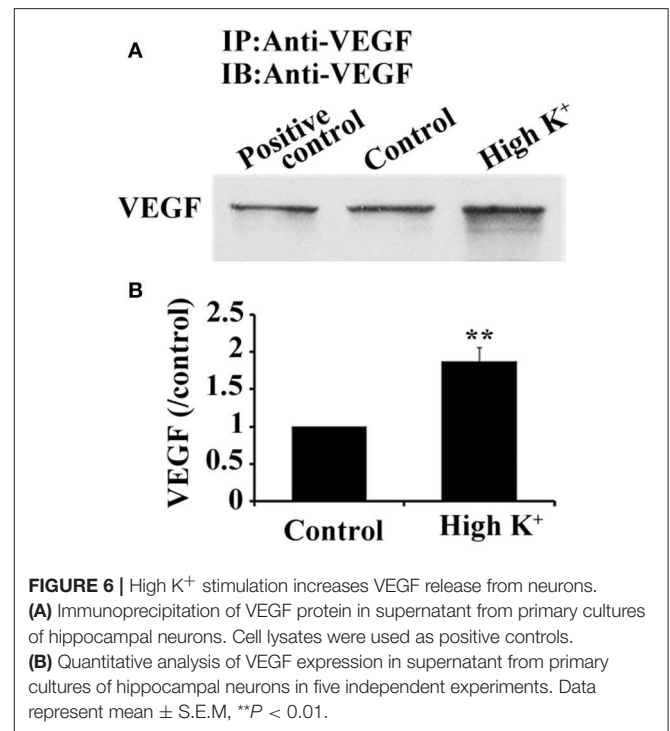 A
IP:Anti-VEGF
IB:Anti-VEGF
Positive control
Control
High K⁺
VEGF
B
VEGF (/control)
2.5
2
1.5
1
0.5
0
**
Control
High K⁺
FIGURE 6 | High K⁺ stimulation increases VEGF release from neurons.
(A) Immunoprecipitation of VEGF protein in supernatant from primary cultures
of hippocampal neurons. Cell lysates were used as positive controls.
(B) Quantitative analysis of VEGF expression in supernatant from primary
cultures of hippocampal neurons in five independent experiments. Data
represent mean ± S.E.M, **P < 0.01.